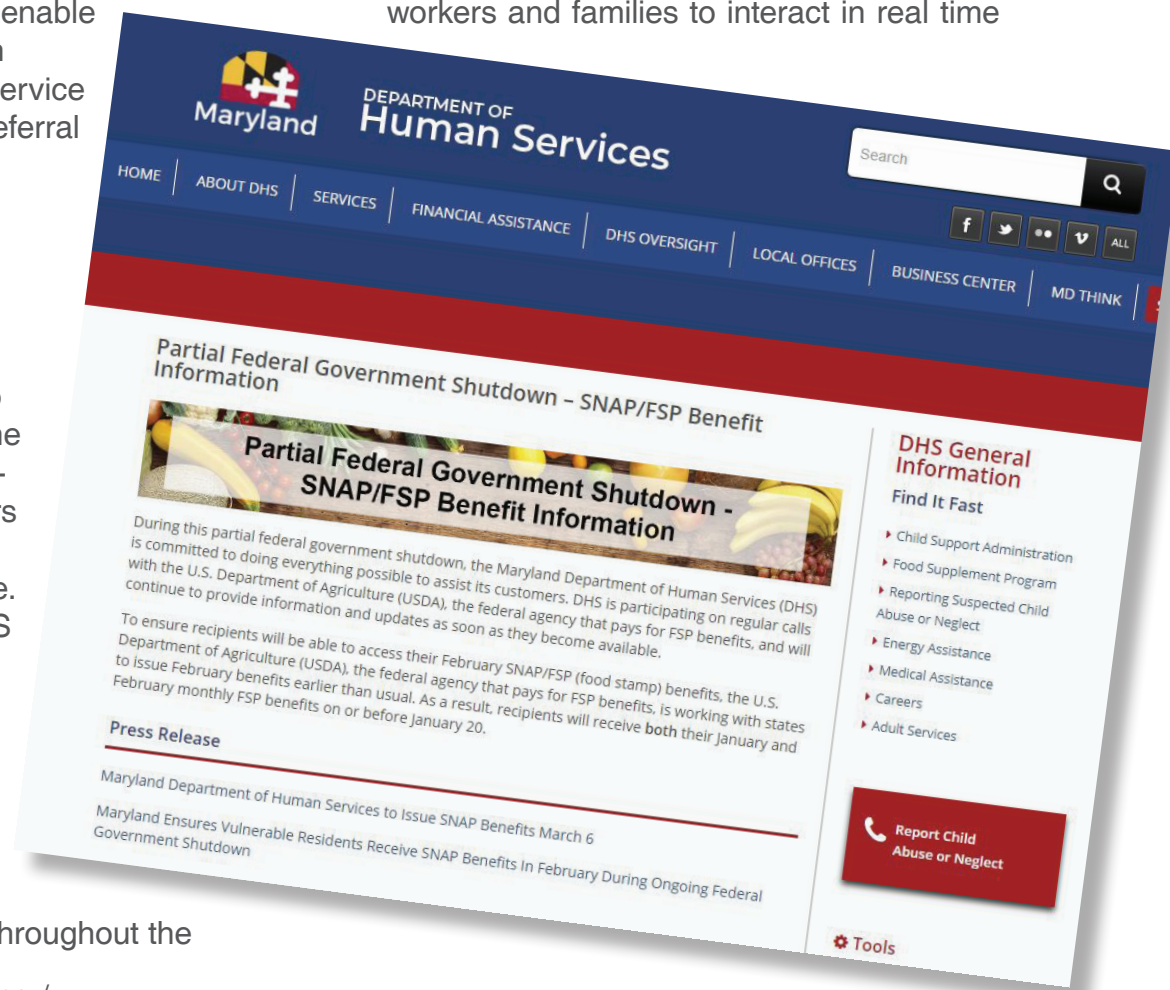 enable
ervice
eferral
he
-
rs
e.
S
hroughout the
workers and families to interact in real time
Maryland
DEPARTMENT OF
Human Services
Search
HOME
ABOUT DHS
SERVICES
FINANCIAL ASSISTANCE
DHS OVERSIGHT
LOCAL OFFICES
BUSINESS CENTER
MD THINK
f
ALL
Partial Federal Government Shutdown – SNAP/FSP Benefit
Information
Partial Federal Government Shutdown -
SNAP/FSP Benefit Information
During this partial federal government shutdown, the Maryland Department of Human Services (DHS)
is committed to doing everything possible to assist its customers. DHS is participating on regular calls
with the U.S. Department of Agriculture (USDA), the federal agency that pays for FSP benefits, and will
continue to provide information and updates as soon as they become available.
To ensure recipients will be able to access their February SNAP/FSP (food stamp) benefits, the U.S.
Department of Agriculture (USDA), the federal agency that pays for FSP benefits, is working with states
to issue February benefits earlier than usual. As a result, recipients will receive both their January and
February monthly FSP benefits on or before January 20.
Press Release
Maryland Department of Human Services to Issue SNAP Benefits March 6
Maryland Ensures Vulnerable Residents Receive SNAP Benefits In February During Ongoing Federal
Government Shutdown
DHS General
Information
Find It Fast
Child Support Administration
Food Supplement Program
Reporting Suspected Child
Abuse or Neglect
Energy Assistance
Medical Assistance
Careers
Adult Services
Report Child
Abuse or Neglect
Tools